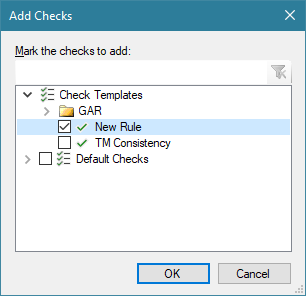 Add Checks
Mark the checks to add:
Check Templates
GAR
New Rule
TM Consistency
Default Checks
OK
Cancel